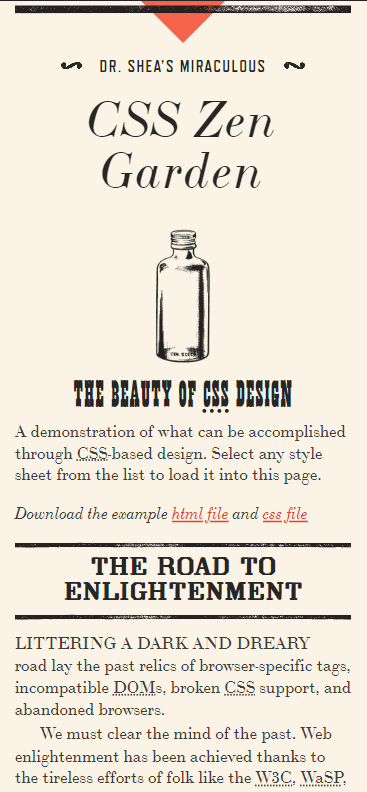 DR. SHEA'S MIRACULOUS
CSS Zen
Garden
THE BEAUTY OF CSS DESIGN
A demonstration of what can be accomplished
through CSS-based design. Select any style
sheet from the list to load it into this page.
Download the example html file and css file
THE ROAD TO
ENLIGHTENMENT
LITTERING A DARK AND DREARY
road lay the past relics of browser-specific tags,
incompatible DOMs, broken CSS support, and
abandoned browsers.
We must clear the mind of the past. Web
enlightenment has been achieved thanks to
the tireless efforts of folk like the W3C, WaSP,